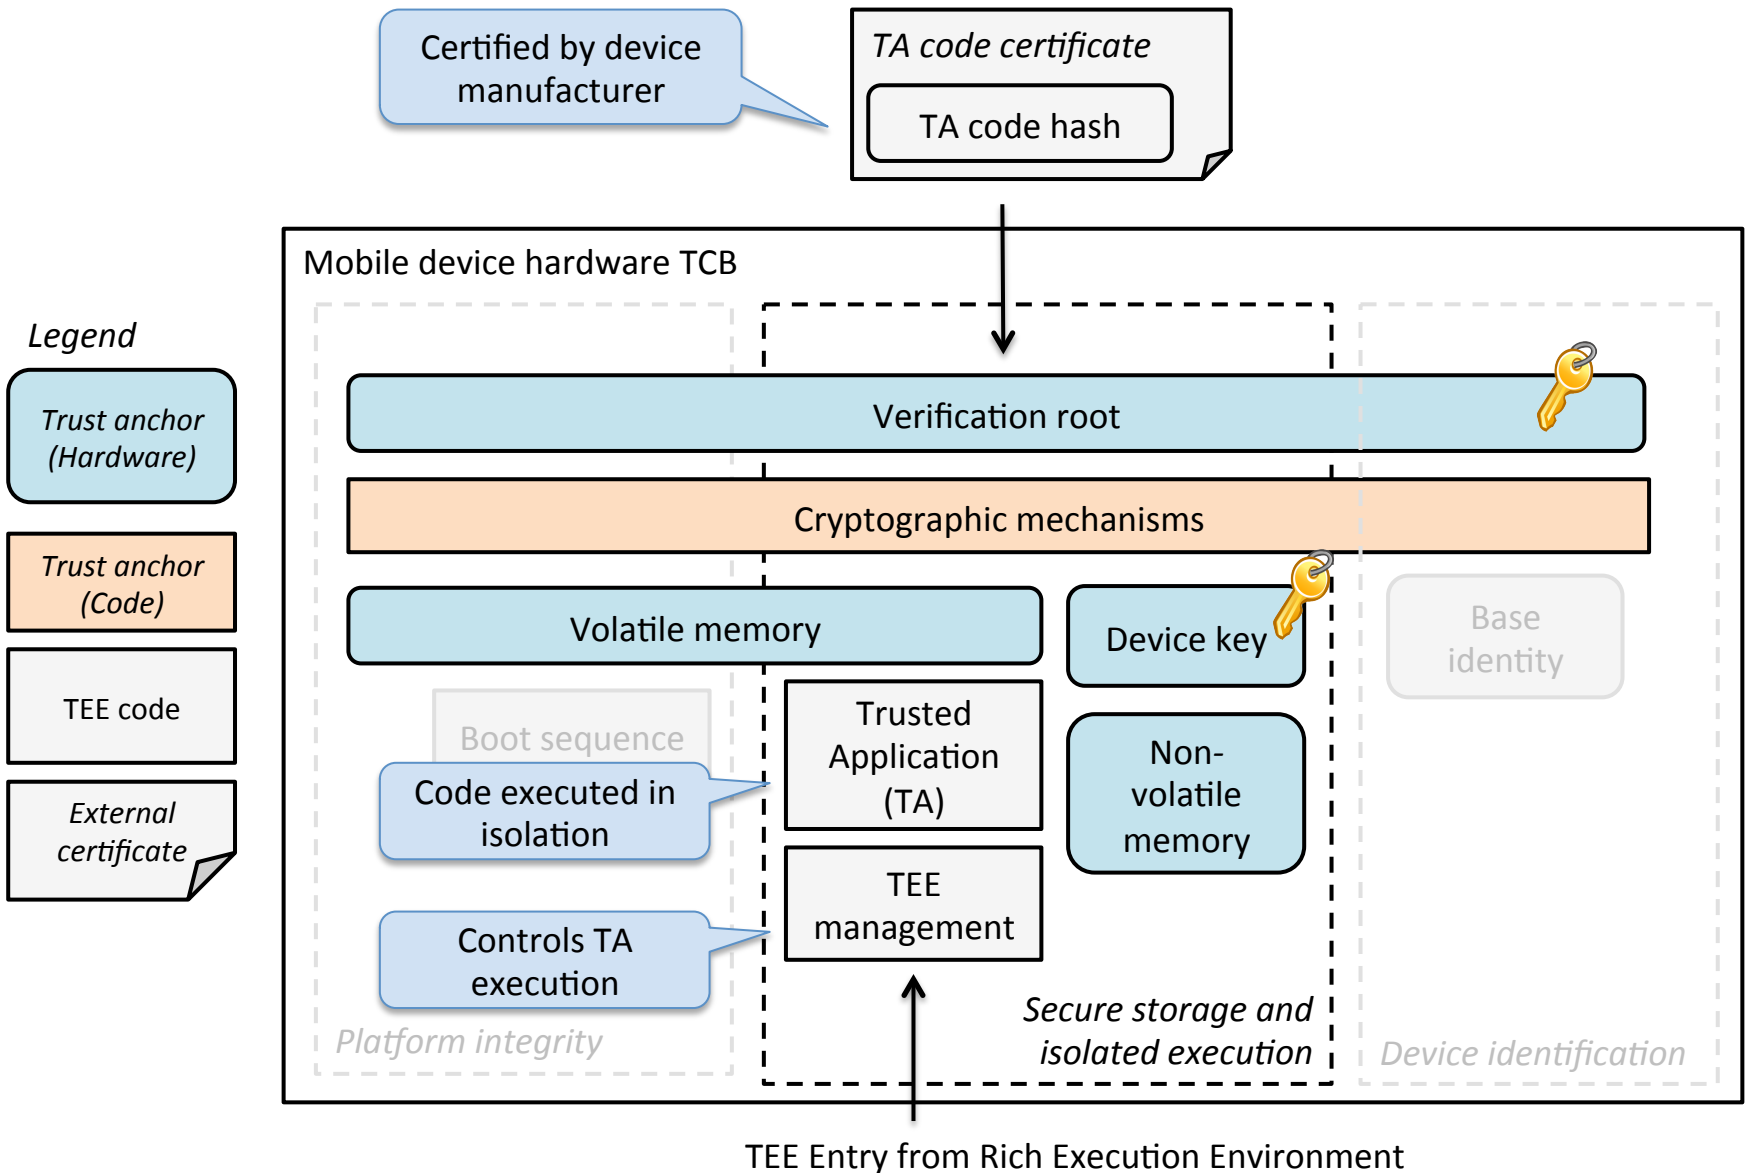 Certified by device
manufacturer
TA code certificate
TA code hash
Mobile device hardware TCB
Legend
Trust anchor
(Hardware)
Trust anchor
(Code)
TEE code
External
certificate
Verification root
Cryptographic mechanisms
Volatile memory
Device key
Base
identity
Boot sequence
Trusted
Application
(TA)
Non-
volatile
memory
Code executed in
isolation
TEE
management
Controls TA
execution
Platform integrity
Secure storage and
isolated execution
Device identification
TEE Entry from Rich Execution Environment